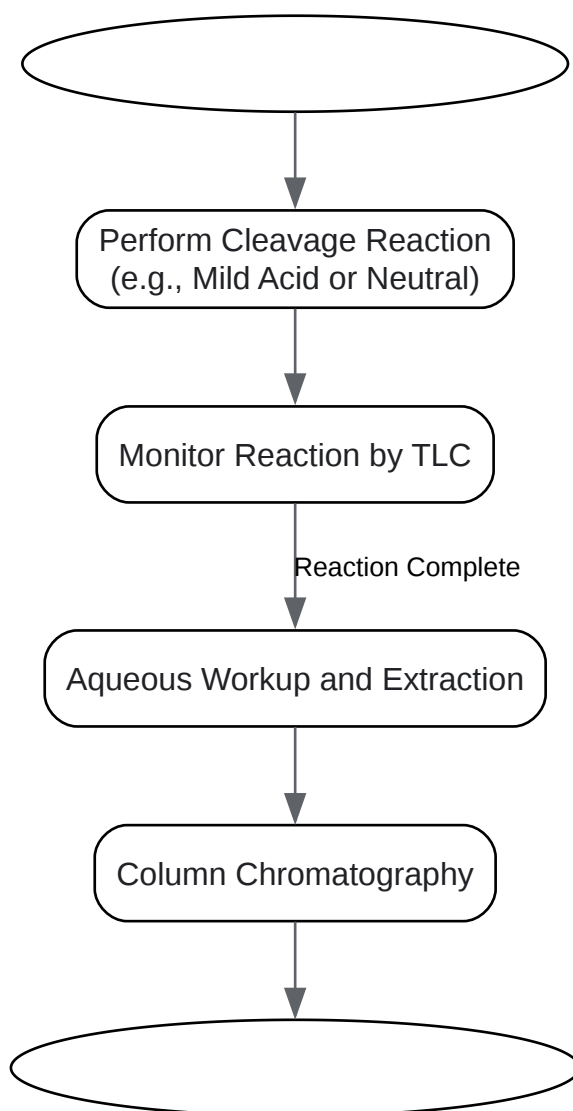 Perform Cleavage Reaction
(e.g., Mild Acid or Neutral)
Monitor Reaction by TLC
Reaction Complete
Aqueous Workup and Extraction
Column Chromatography